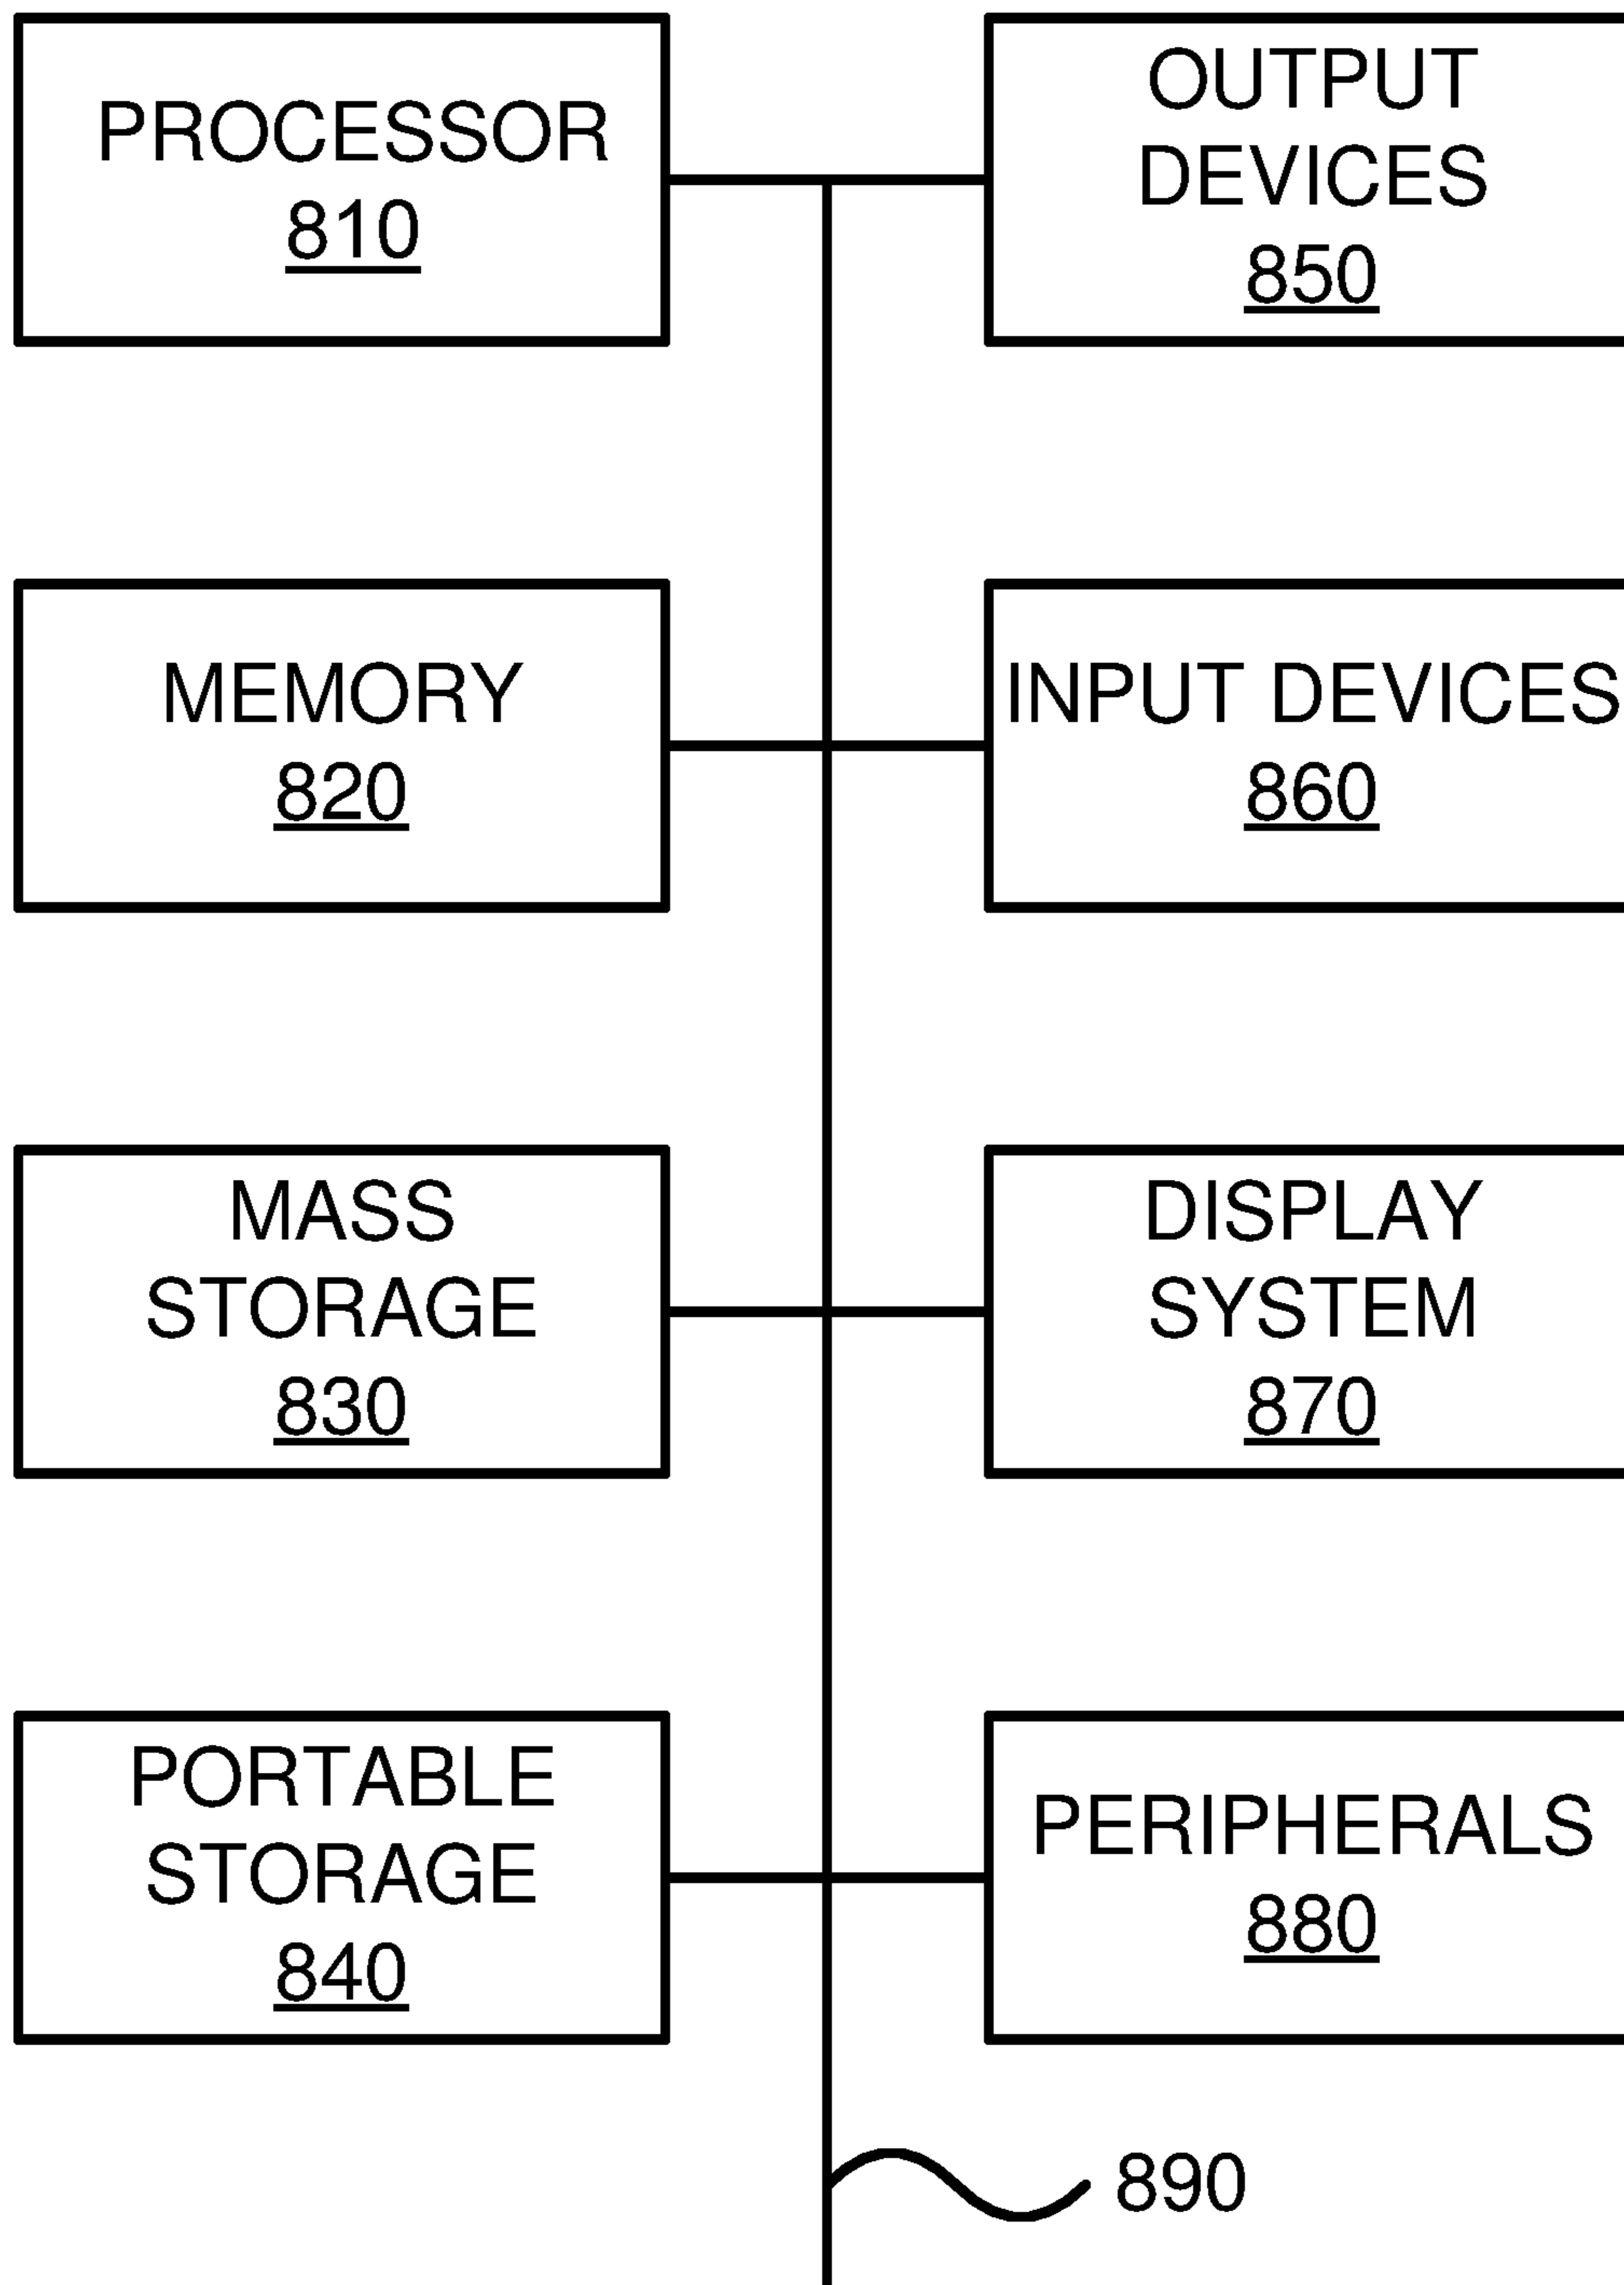 PROCESSOR
810
OUTPUT
DEVICES
850
MEMORY
820
INPUT DEVICES
860
MASS
STORAGE
830
DISPLAY
SYSTEM
870
PORTABLE
STORAGE
840
PERIPHERALS
880
890